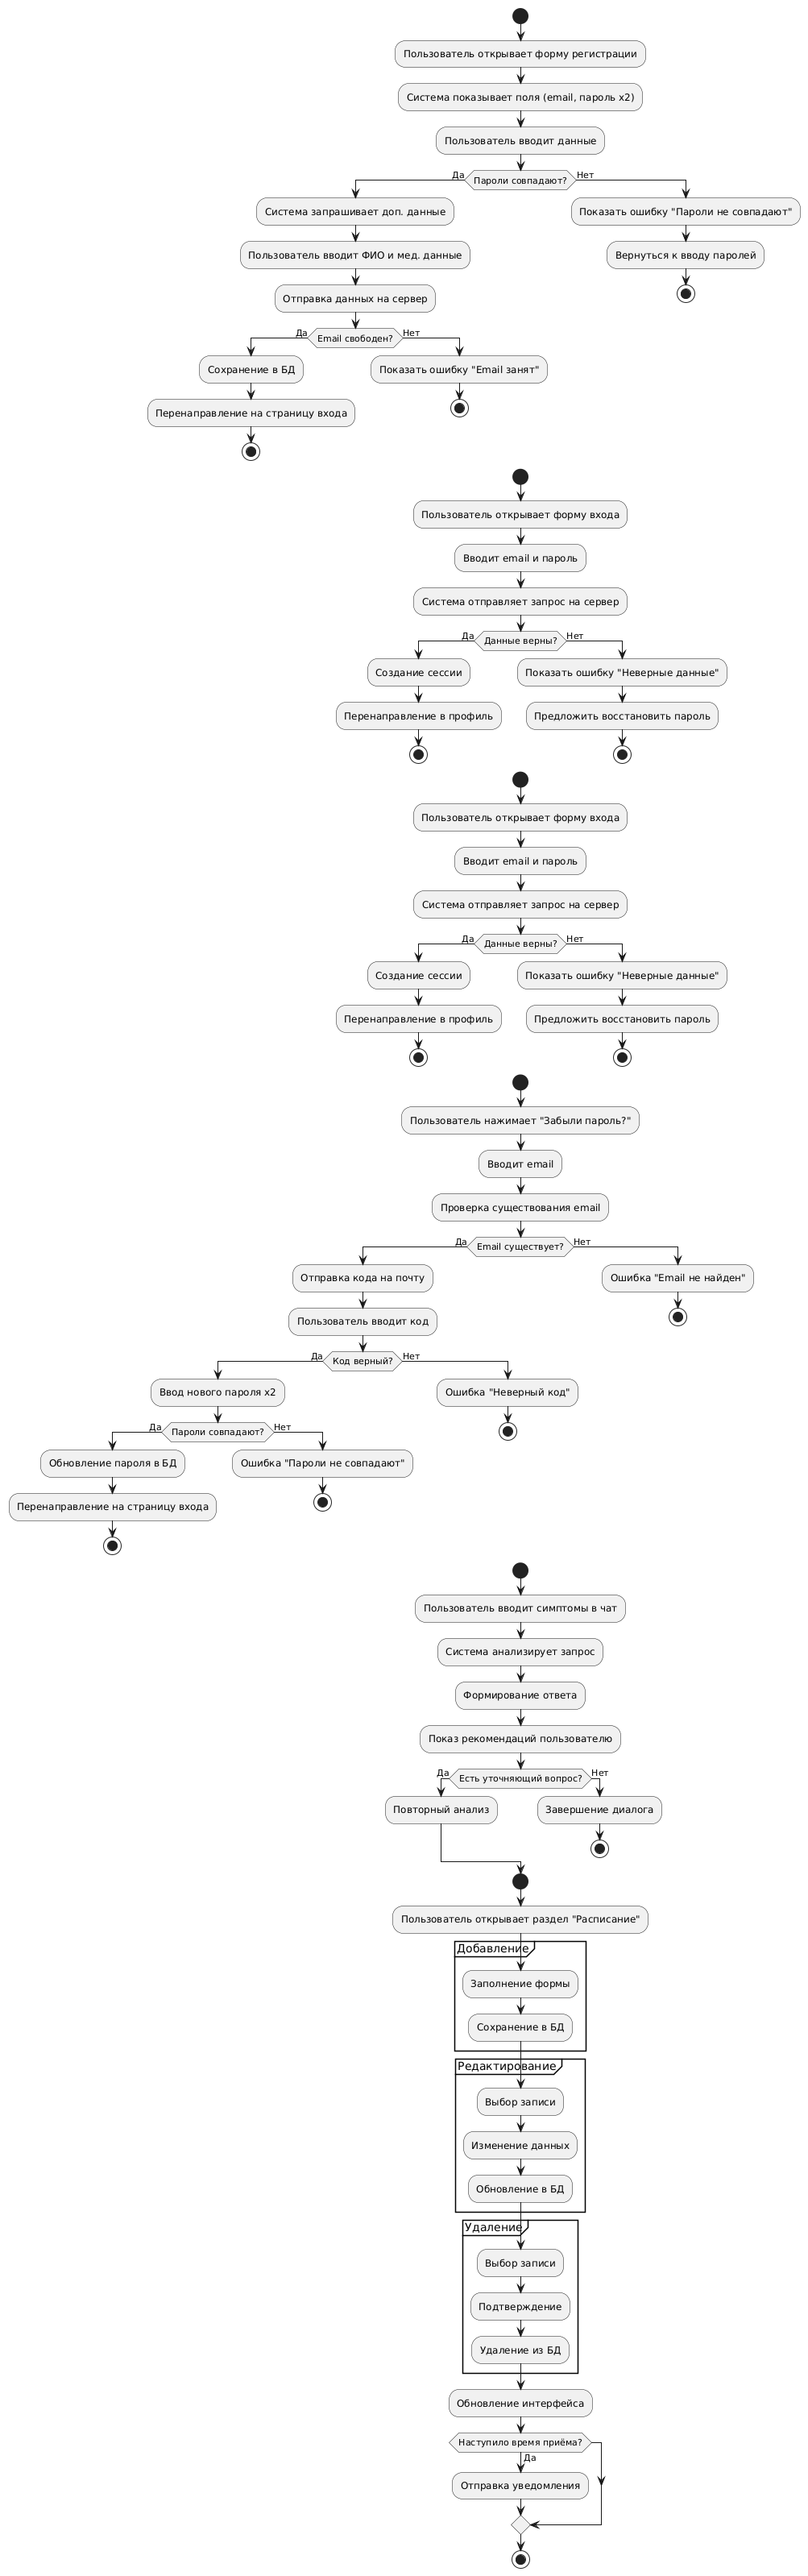 Пользователь открывает форму регистрации
Система показывает поля (email, пароль x2)
Пользователь вводит данные
Да
Пароли совпадают?
Нет
Система запрашивает доп. данные
Показать ошибку "Пароли не совпадают"
Пользователь вводит ФИО и мед. данные
Вернуться к вводу паролей
Отправка данных на сервер
Да
Email свободен?
Нет
Сохранение в БД
Показать ошибку "Email занят"
Перенаправление на страницу входа
Пользователь открывает форму входа
Вводит email и пароль
Система отправляет запрос на сервер
Да
Данные верны?
Нет
Создание сессии
Показать ошибку "Неверные данные"
Перенаправление в профиль
Предложить восстановить пароль
Пользователь открывает форму входа
Вводит email и пароль
Система отправляет запрос на сервер
Да
Данные верны?
Нет
Создание сессии
Показать ошибку "Неверные данные"
Перенаправление в профиль
Предложить восстановить пароль
Пользователь нажимает "Забыли пароль?"
Вводит email
Проверка существования email
Да
Email существует?
Нет
Отправка кода на почту
Ошибка "Email не найден"
Пользователь вводит код
Да
Код верный?
Нет
Ввод нового пароля x2
Ошибка "Неверный код"
Да
Пароли совпадают?
Нет
Обновление пароля в БД
Ошибка "Пароли не совпадают"
Перенаправление на страницу входа
Пользователь вводит симптомы в чат
Система анализирует запрос
Формирование ответа
Показ рекомендаций пользователю
Да
Есть уточняющий вопрос?
Нет
Повторный анализ
Завершение диалога
Пользователь открывает раздел "Расписание"
Добавление
Заполнение формы
Сохранение в БД
Редактирование
Выбор записи
Изменение данных
Обновление в БД
Удаление
Выбор записи
Подтверждение
Удаление из БД
Обновление интерфейса
Наступило время приёма?
Да
Отправка уведомления